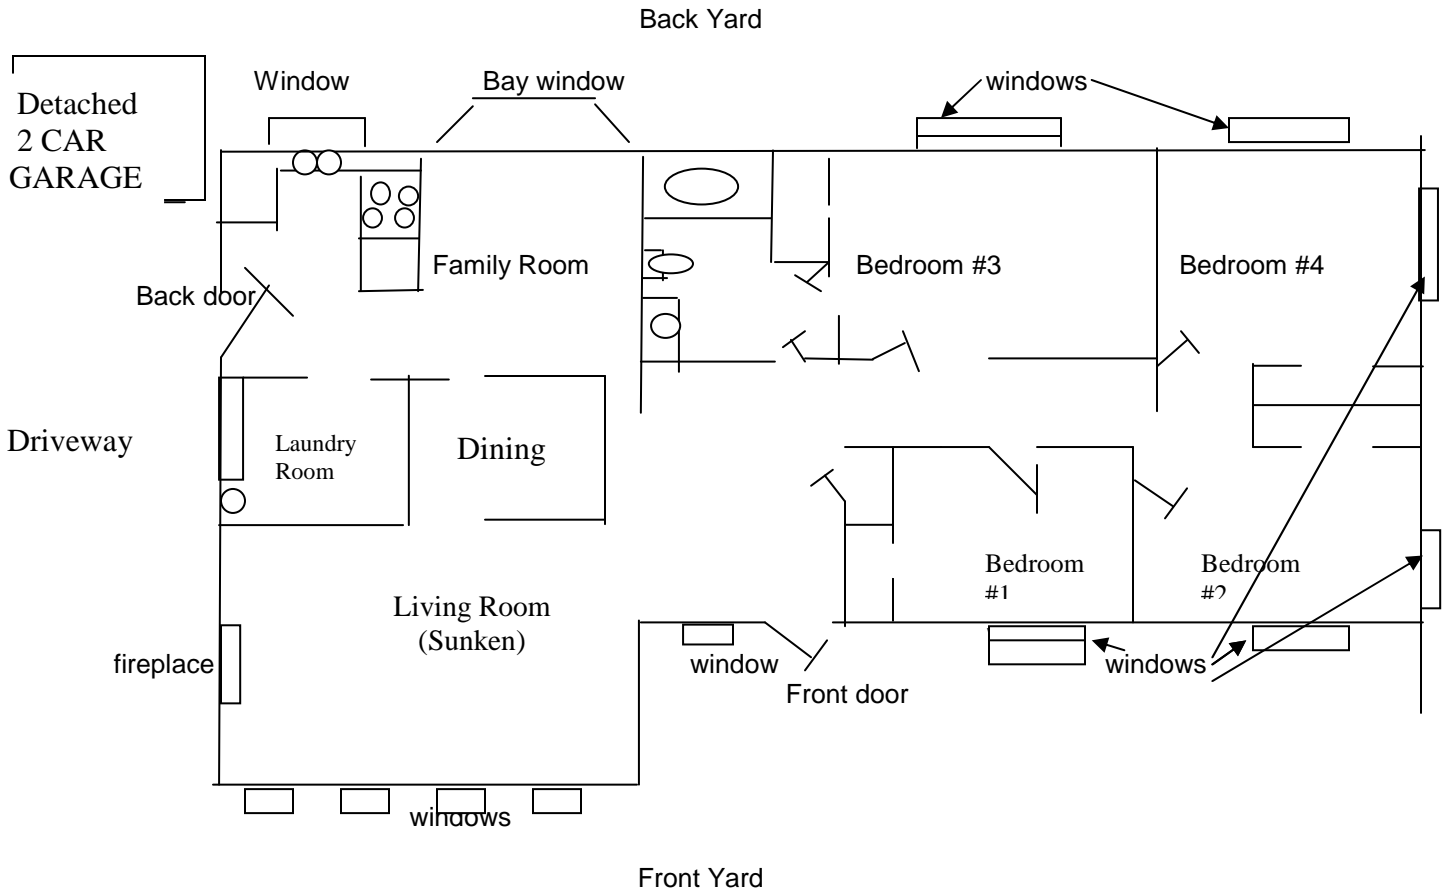 Back Yard
Window
Bay window
windows
Detached
2 CAR
GARAGE
Family Room
Bedroom #3
Bedroom #4
Back door
Driveway
Laundry
Room
Dining
Bedroom
#1
Bedroom
#2
Living Room
(Sunken)
fireplace
window
windows
Front door
windows
Front Yard